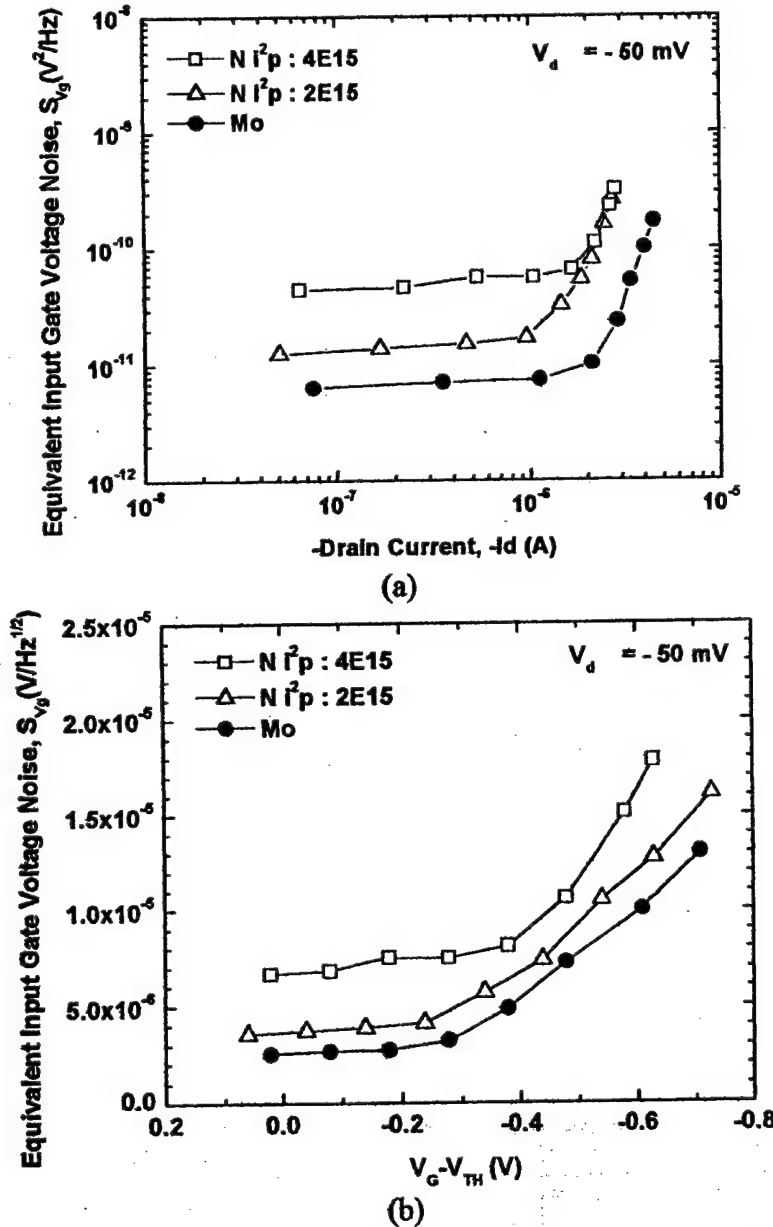 10⁻⁸
N I²p : 4E15
V_d = - 50 mV
N I²p : 2E15
Mo
10⁻⁹
10⁻¹⁰
10⁻¹¹
10⁻¹²
10⁻⁸ 10⁻⁷ 10⁻⁶ 10⁻⁵
Equivalent Input Gate Voltage Noise, S_Vg(V²/Hz)
-Drain Current, -Id (A)
(a)
2.5x10⁻⁵
N I²p : 4E15
V_d = - 50 mV
N I²p : 2E15
Mo
2.0x10⁻⁵
1.5x10⁻⁵
1.0x10⁻⁵
5.0x10⁻⁶
0.0
0.2 0.0 -0.2 -0.4 -0.6 -0.8
Equivalent Input Gate Voltage Noise, S_Vg(V/Hz^1/2)
V_G-V_TH (V)
(b)